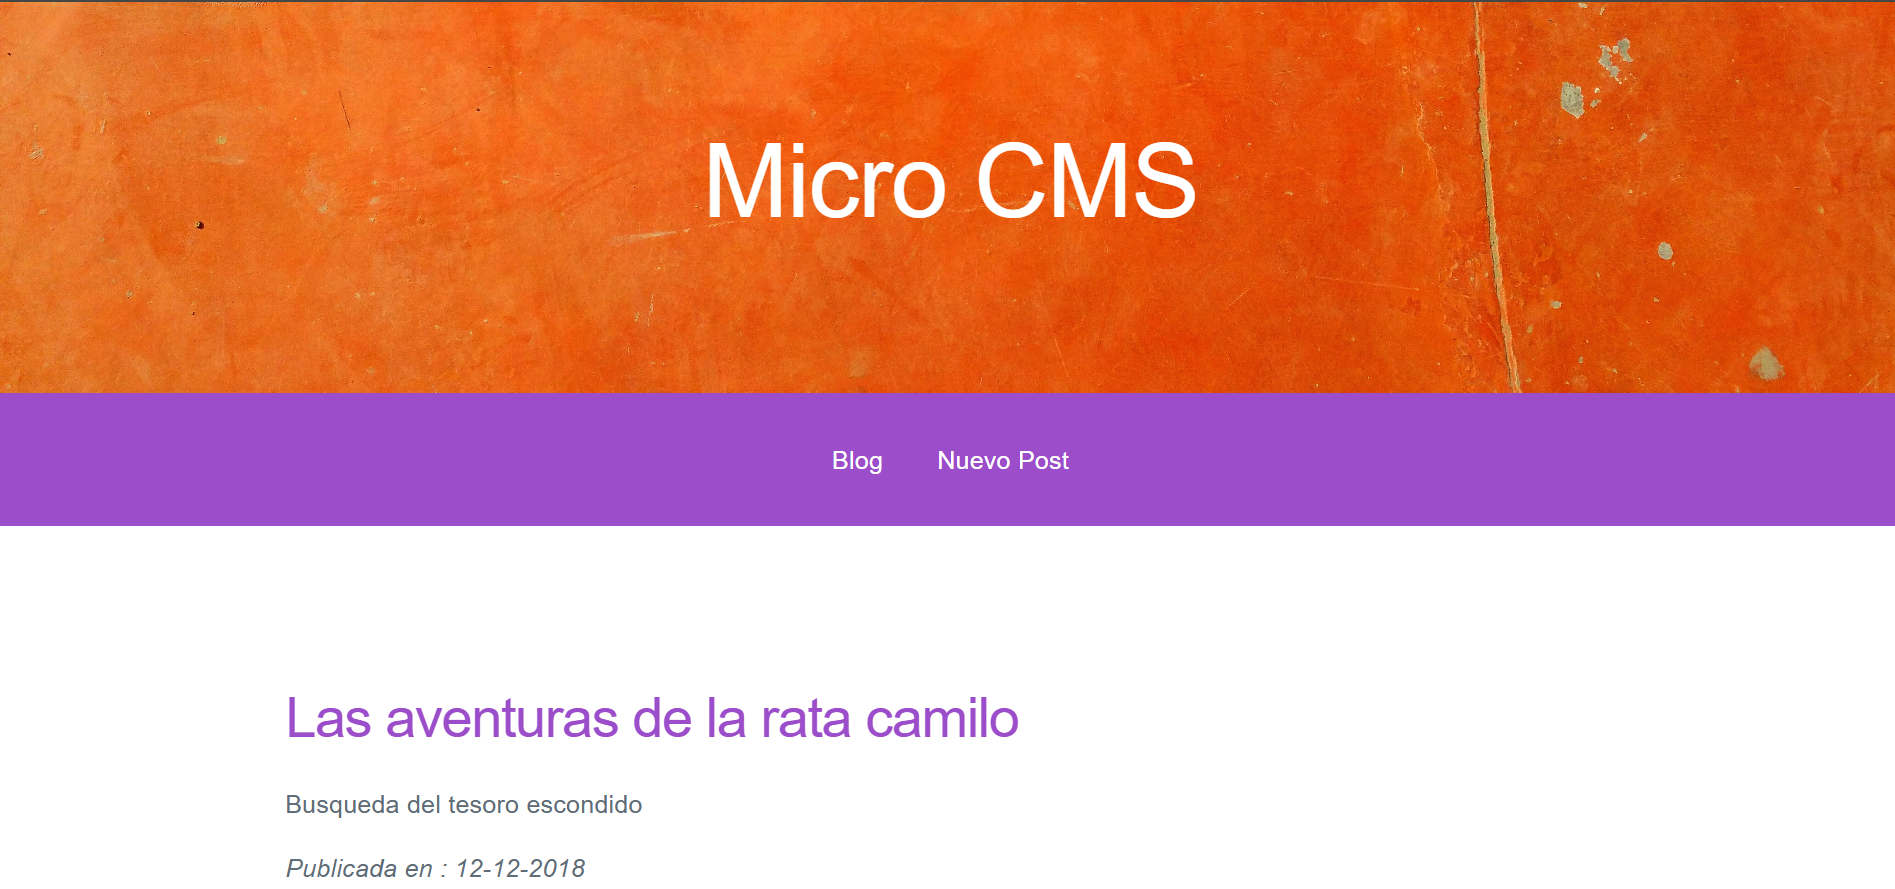 Micro CMS
Blog Nuevo Post
Las aventuras de la rata camilo
Busqueda del tesoro escondido
Publicada en : 12-12-2018